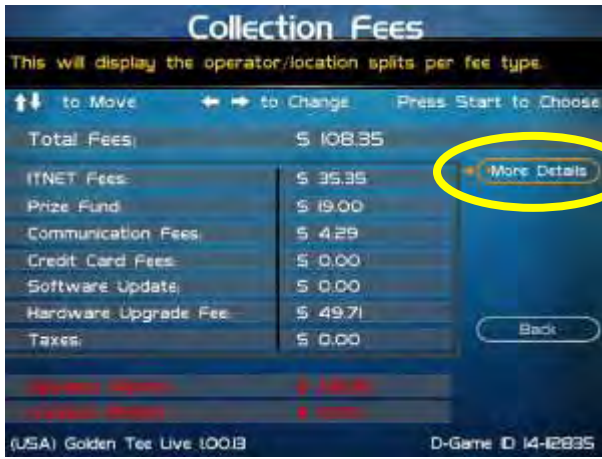 Collection Fees
This will display the operator/location splits per fee type.
to Move to Change Press Start to Choose
Total Fees: $ 108.35
More Details
ITNET Fees: $ 35.35
Prize Fund: $ 19.00
Communication Fees: $ 4.29
Credit Card Fees: $ 0.00
Software Update: $ 0.00
Hardware Upgrade Fee: $ 49.71
Taxes: $ 0.00
Back
(USA) Golden Tee Live 1.00.13 D-Game ID 14-112835